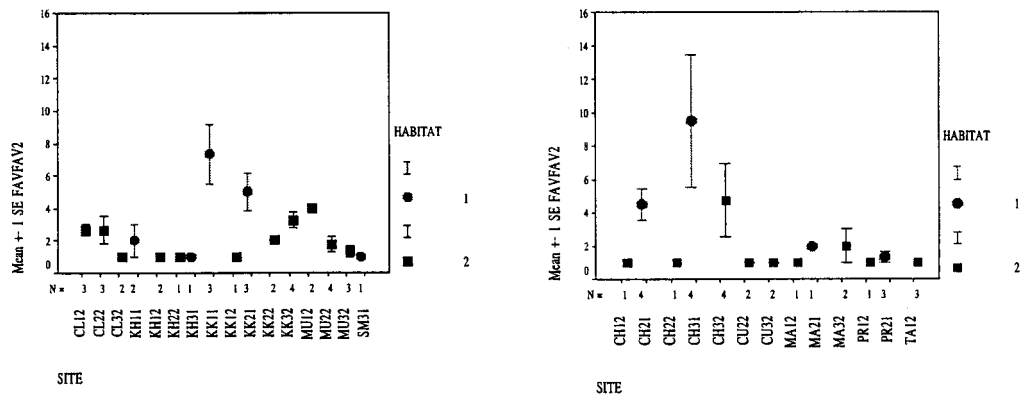 16
14
12
10
8
6
4
2
0
Mean +- 1 SE FAVFAV2
N = 3 3 2 2 2 1 1 3 1 3 2 4 2 4 3 1
CL12 CL22 CL32 KH11 KH12 KH22 KH31 KK11 KK12 KK21 KK22 KK32 MU12 MU22 MU32 SM31
SITE
HABITAT
1
2
16
14
12
10
8
6
4
2
0
Mean +- 1 SE FAVFAV2
N = 1 4 1 4 4 2 2 1 1 2 1 3 3
CH12 CH21 CH22 CH31 CH32 CU22 CU32 MA12 MA21 MA32 PR12 PR21 TA12
SITE
HABITAT
1
2